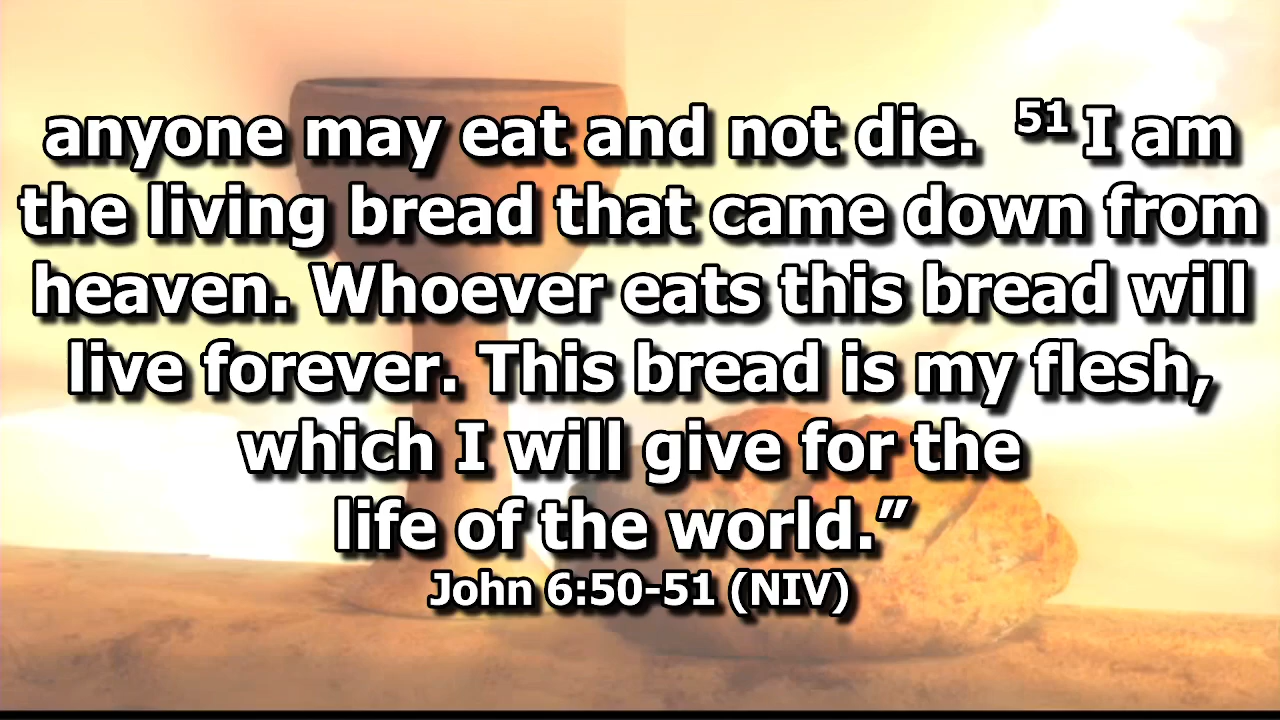 anyone may eat and not die. 51 I am
the living bread that came down from
heaven. Whoever eats this bread will
live forever. This bread is my flesh,
which I will give for the
life of the world.”
John 6:50-51 (NIV)